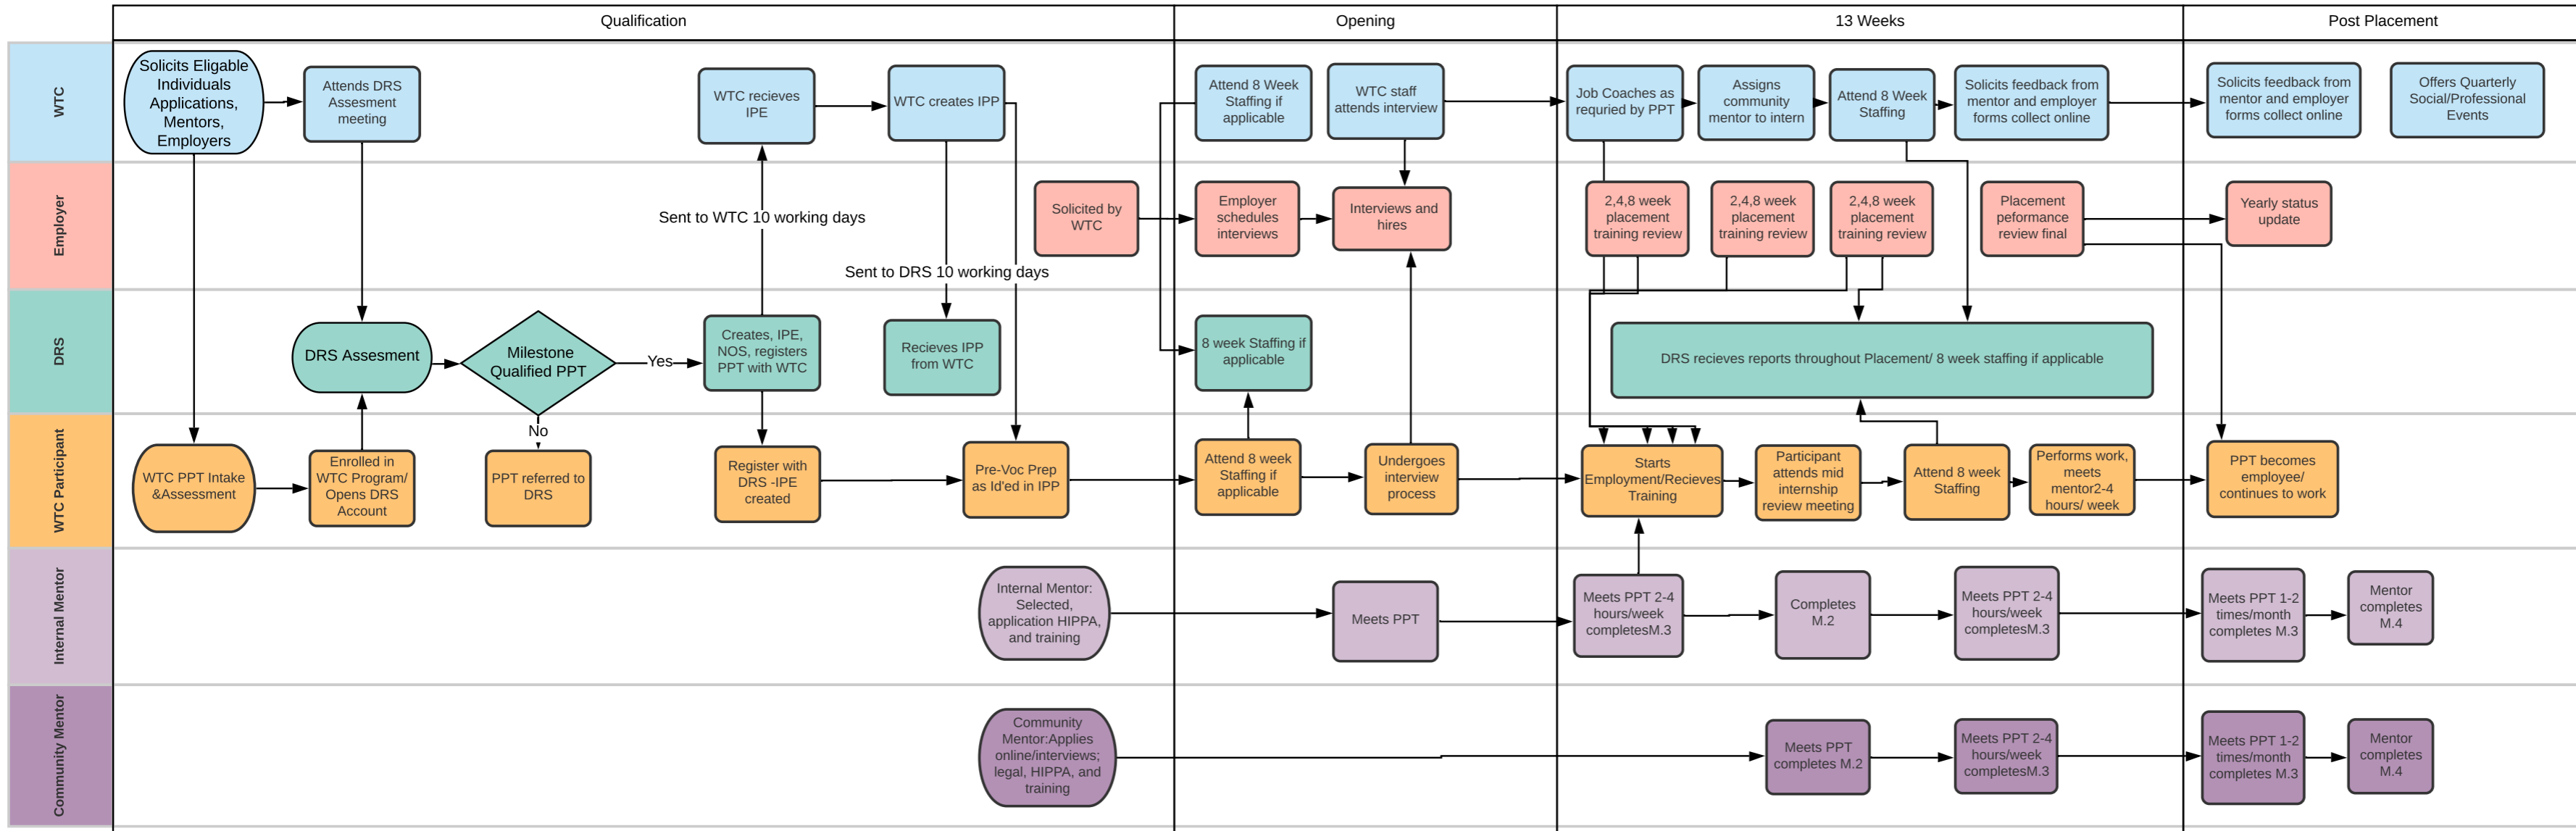 Qualification
Opening
13 Weeks
Post Placement
WTC
Solicits Eligable
Individuals
Applications,
Mentors,
Employers
Attends DRS
Assesment
meeting
WTC recieves
IPE
WTC creates IPP
Attend 8 Week
Staffing if
applicable
WTC staff
attends interview
Job Coaches as
requried by PPT
Assigns
community
mentor to intern
Attend 8 Week
Staffing
Solicits feedback from
mentor and employer
forms collect online
Solicits feedback from
mentor and employer
forms collect online
Offers Quarterly
Social/Professional
Events
Employer
Sent to WTC 10 working days
Sent to DRS 10 working days
Solicited by
WTC
Employer
schedules
interviews
Interviews and
hires
2,4,8 week
placement
training review
2,4,8 week
placement
training review
2,4,8 week
placement
training review
Placement
peformance
review final
Yearly status
update
DRS
DRS Assesment
Milestone
Qualified PPT
Yes
No
Creates, IPE,
NOS, registers
PPT with WTC
Recieves IPP
from WTC
8 week Staffing if
applicable
DRS recieves reports throughout Placement/ 8 week staffing if applicable
WTC Participant
WTC PPT Intake
&Assessment
Enrolled in
WTC Program/
Opens DRS
Account
PPT referred to
DRS
Register with
DRS -IPE
created
Pre-Voc Prep
as Id'ed in IPP
Attend 8 week
Staffing if
applicable
Undergoes
interview
process
Starts
Employment/Recieves
Training
Participant
attends mid
internship
review meeting
Attend 8 week
Staffing
Performs work,
meets
mentor2-4
hours/ week
PPT becomes
employee/
continues to work
Internal Mentor
Internal Mentor:
Selected,
application HIPPA,
and training
Meets PPT
Meets PPT 2-4
hours/week
completesM.3
Completes
M.2
Meets PPT 2-4
hours/week
completesM.3
Meets PPT 1-2
times/month
completes M.3
Mentor
completes
M.4
Community Mentor
Community
Mentor:Applies
online/interviews;
legal, HIPPA, and
training
Meets PPT
completes M.2
Meets PPT 2-4
hours/week
completesM.3
Meets PPT 1-2
times/month
completes M.3
Mentor
completes
M.4